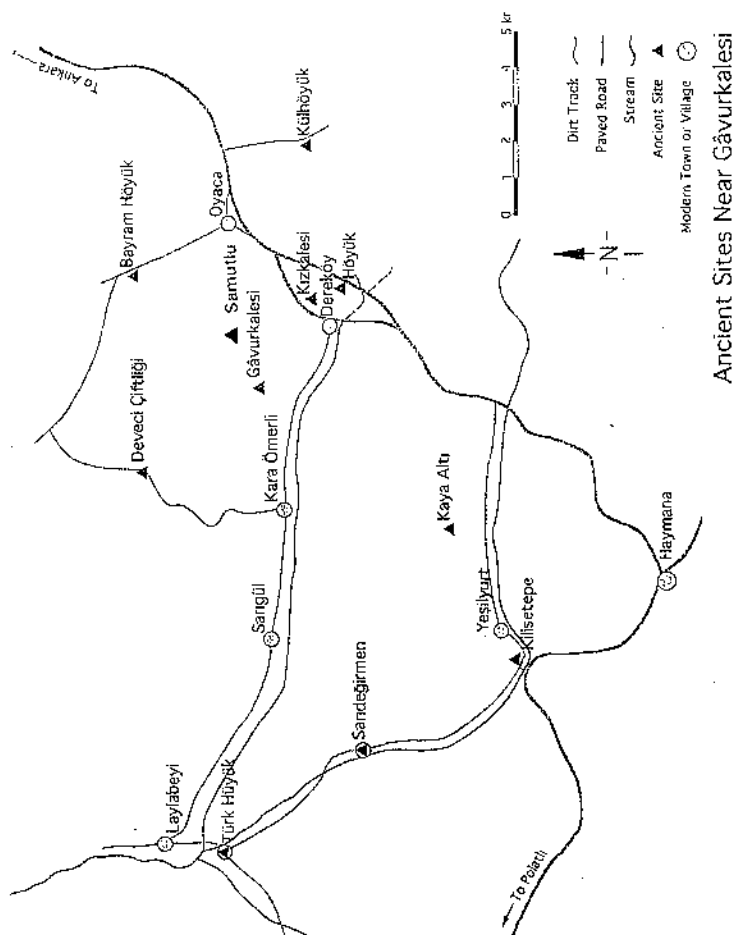 To Ankara
Bayram Höyük
Külhöyük
Oyaca
Deveci Çiftliği
Samutlu
Gâvurkalesi
Kızkalesi
Höyük
Dereköy
Kara Ömerli
Sarıgül
Laylabeyi
Türk Hüyük
Kaya Altı
Sarıdeğirmen
Yeşilyurt
Kilisetepe
Haymana
To Polatlı
0 1 2 3 4 5 kr
-N-
Dirt Track
Paved Road
Stream
Ancient Site
Modern Town or Village
Ancient Sites Near Gâvurkalesi